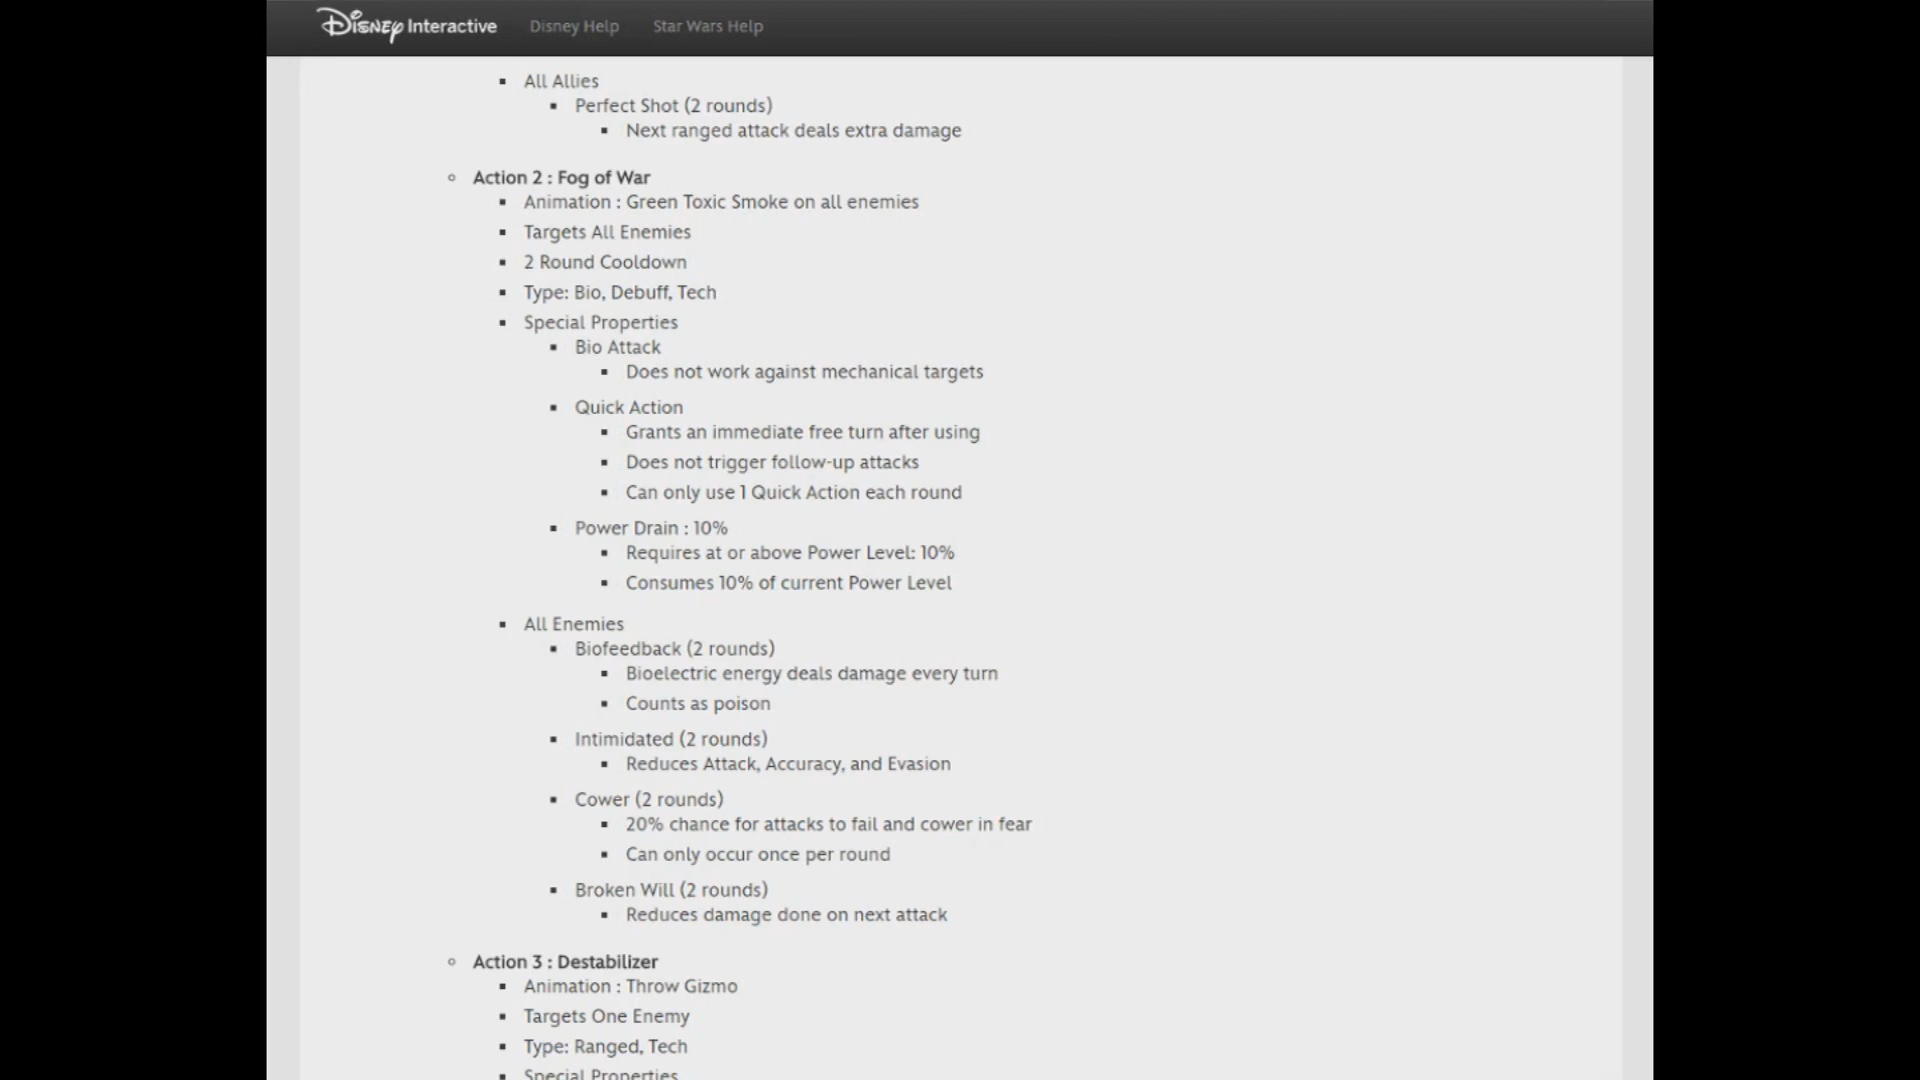 Disney Interactive Disney Help Star Wars Help
All Allies
Perfect Shot (2 rounds)
Next ranged attack deals extra damage
Action 2 : Fog of War
Animation : Green Toxic Smoke on all enemies
Targets All Enemies
2 Round Cooldown
Type: Bio, Debuff, Tech
Special Properties
Bio Attack
Does not work against mechanical targets
Quick Action
Grants an immediate free turn after using
Does not trigger follow-up attacks
Can only use 1 Quick Action each round
Power Drain : 10%
Requires at or above Power Level: 10%
Consumes 10% of current Power Level
All Enemies
Biofeedback (2 rounds)
Bioelectric energy deals damage every turn
Counts as poison
Intimidated (2 rounds)
Reduces Attack, Accuracy, and Evasion
Cower (2 rounds)
20% chance for attacks to fail and cower in fear
Can only occur once per round
Broken Will (2 rounds)
Reduces damage done on next attack
Action 3 : Destabilizer
Animation : Throw Gizmo
Targets One Enemy
Type: Ranged, Tech
Special Properties